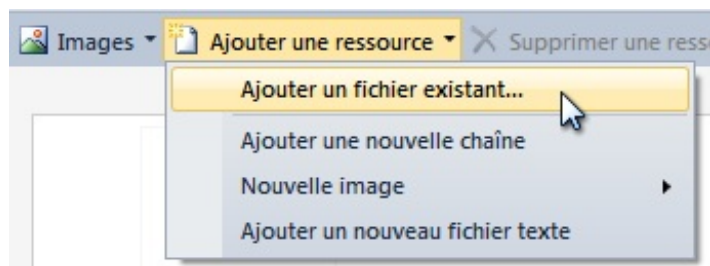 Images Ajouter une ressource Supprimer une ress
Ajouter un fichier existant...
Ajouter une nouvelle chaîne
Nouvelle image
Ajouter un nouveau fichier texte